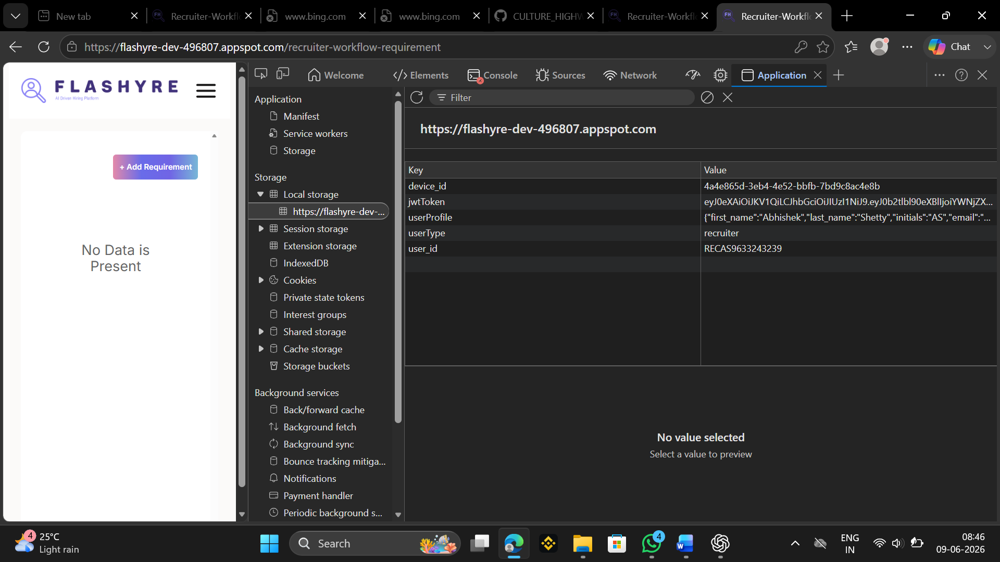 New tab
Recruiter-Workfl
www.bing.com
www.bing.com
CULTURE_HIGHW
Recruiter-Workfl
Recruiter-Workfl
https://flashyre-dev-496807.appspot.com/recruiter-workflow-requirement
Chat
FLASHYRE
AI Driven Hiring Platform
+ Add Requirement
No Data is
Present
Welcome
Elements
Console
Sources
Network
Application
Application
Manifest
Service workers
Storage
Storage
Local storage
https://flashyre-dev-...
Session storage
Extension storage
IndexedDB
Cookies
Private state tokens
Interest groups
Shared storage
Cache storage
Storage buckets
Background services
Back/forward cache
Background fetch
Background sync
Bounce tracking mitiga...
Notifications
Payment handler
Periodic background s...
Filter
https://flashyre-dev-496807.appspot.com
Key Value
device_id 4a4e865d-3eb4-4e52-bbfb-7bd9c8ac4e8b
jwtToken eyJ0eXAiOiJKV1QiLCJhbGciOiJIUzI1NiJ9.eyJ0b2tlbl90eXBlIjoiYWNjZX...
userProfile {"first_name":"Abhishek","last_name":"Shetty","initials":"AS","email":"...
userType recruiter
user_id RECAS9633243239
No value selected
Select a value to preview
4
25°C
Light rain
Search
4
ENG
IN
08:46
09-06-2026